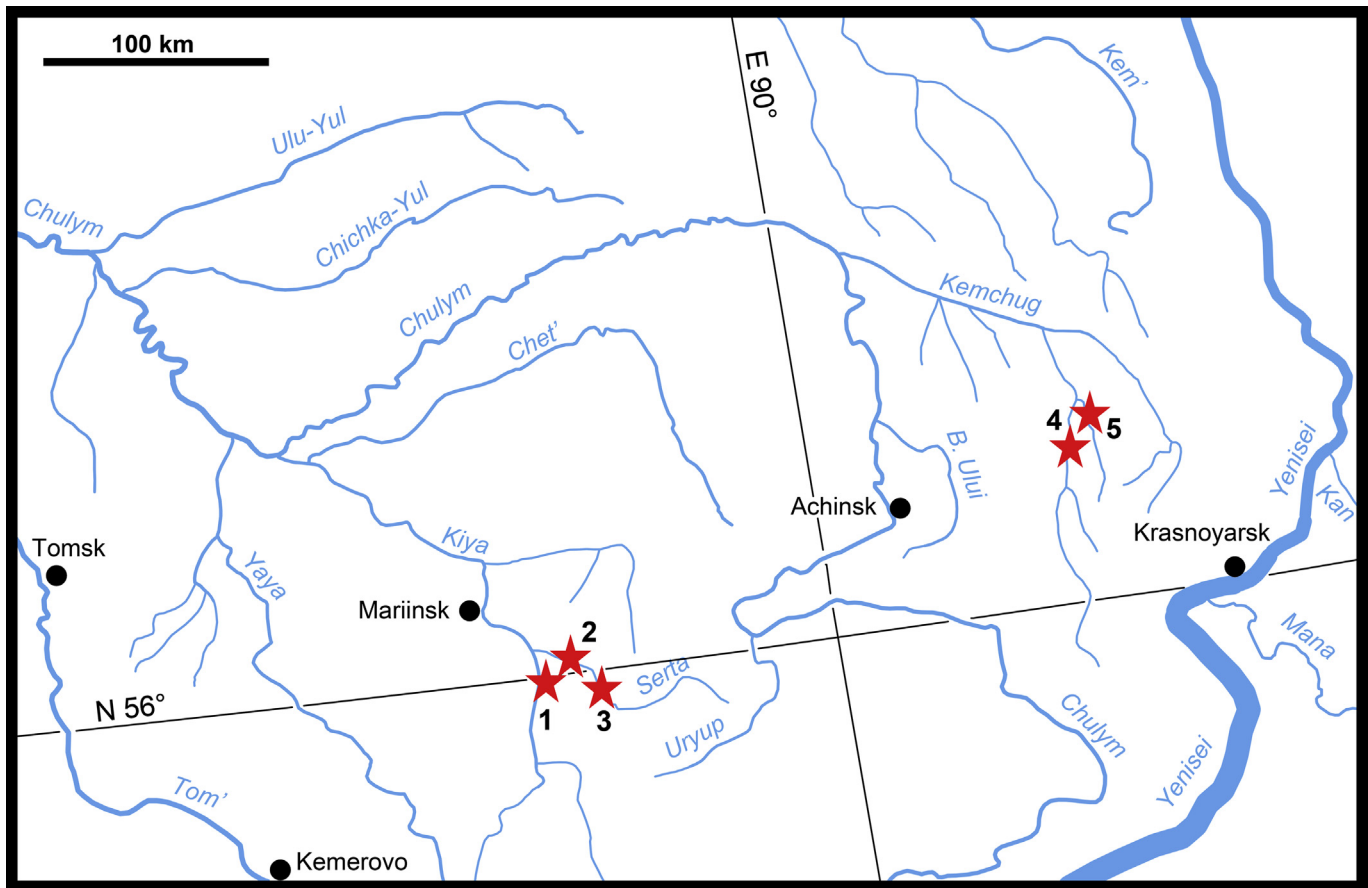 100 km
E 90°
Kem'
Ulu-Yul
Chulym
Chichka-Yul
Chulym
Kemchug
Chet'
4
5
B. Ului
Yenisei
Kan
Achinsk
Krasnoyarsk
Tomsk
Kiya
Yaya
Mariinsk
2
Mana
Serta
N 56°
1
3
Uryup
Chulym
Yenisei
Tom'
Kemerovo